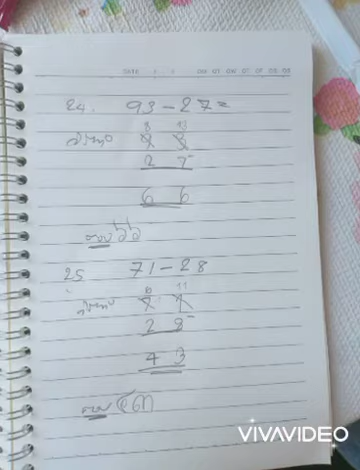 DATE
24. 93-27=
วิธีทำ 8 13
9 3
2 7 -
6 6
ตอบ ๖๖
25 71-28
วิธีทำ 6 11
7 1
2 8 -
4 3
ตอบ ๔๓
VIVAVIDEO